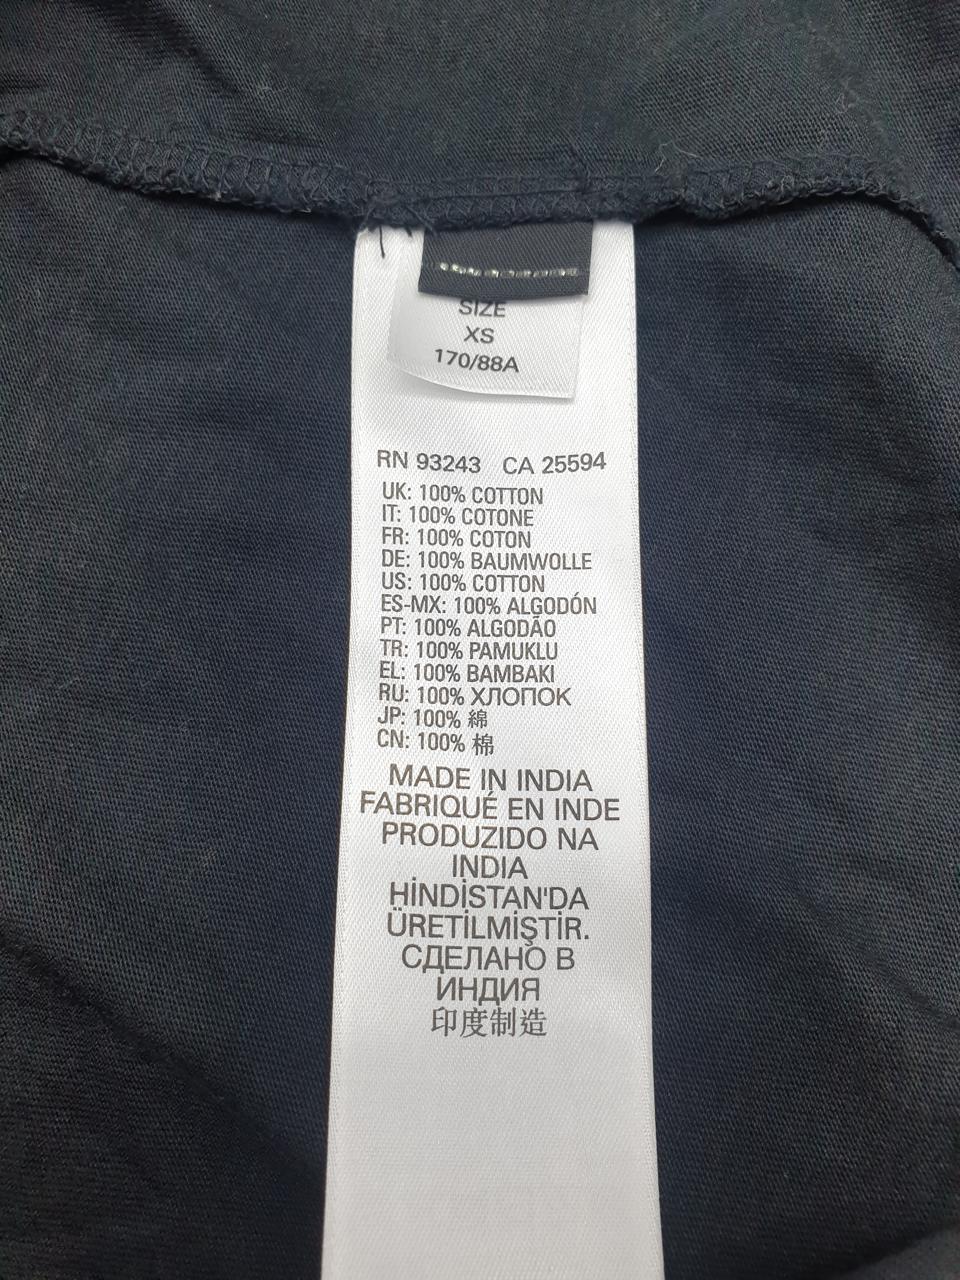 SIZE
XS
170/88A
RN 93243 CA 25594
UK: 100% COTTON
IT: 100% COTONE
FR: 100% COTON
DE: 100% BAUMWOLLE
US: 100% COTTON
ES-MX: 100% ALGODÓN
PT: 100% ALGODÃO
TR: 100% PAMUKLU
EL: 100% BAMBAKI
RU: 100% ХЛОПОК
JP: 100% 綿
CN: 100% 棉
MADE IN INDIA
FABRIQUÉ EN INDE
PRODUZIDO NA
INDIA
HİNDİSTAN'DA
ÜRETİLMİŞTİR.
СДЕЛАНО В
ИНДИЯ
印度制造